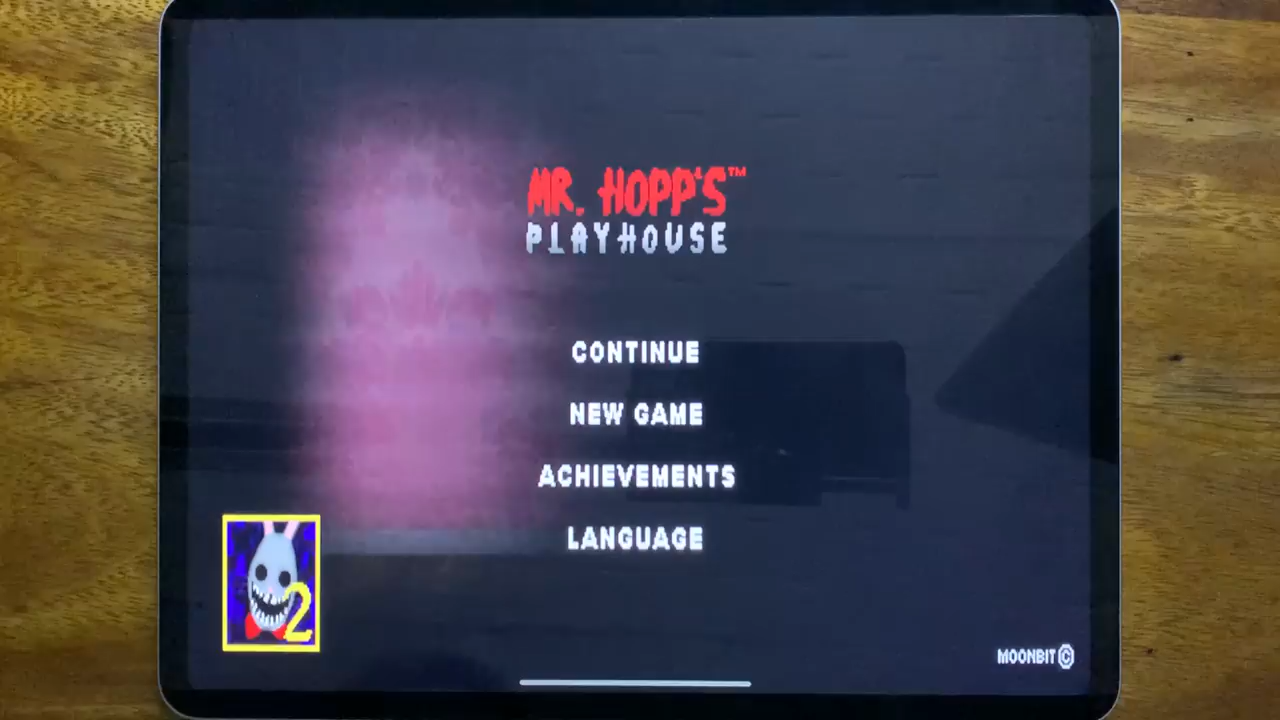 MR. HOPP'S™
PLAYHOUSE
CONTINUE
NEW GAME
ACHIEVEMENTS
LANGUAGE
2
MOONBIT©